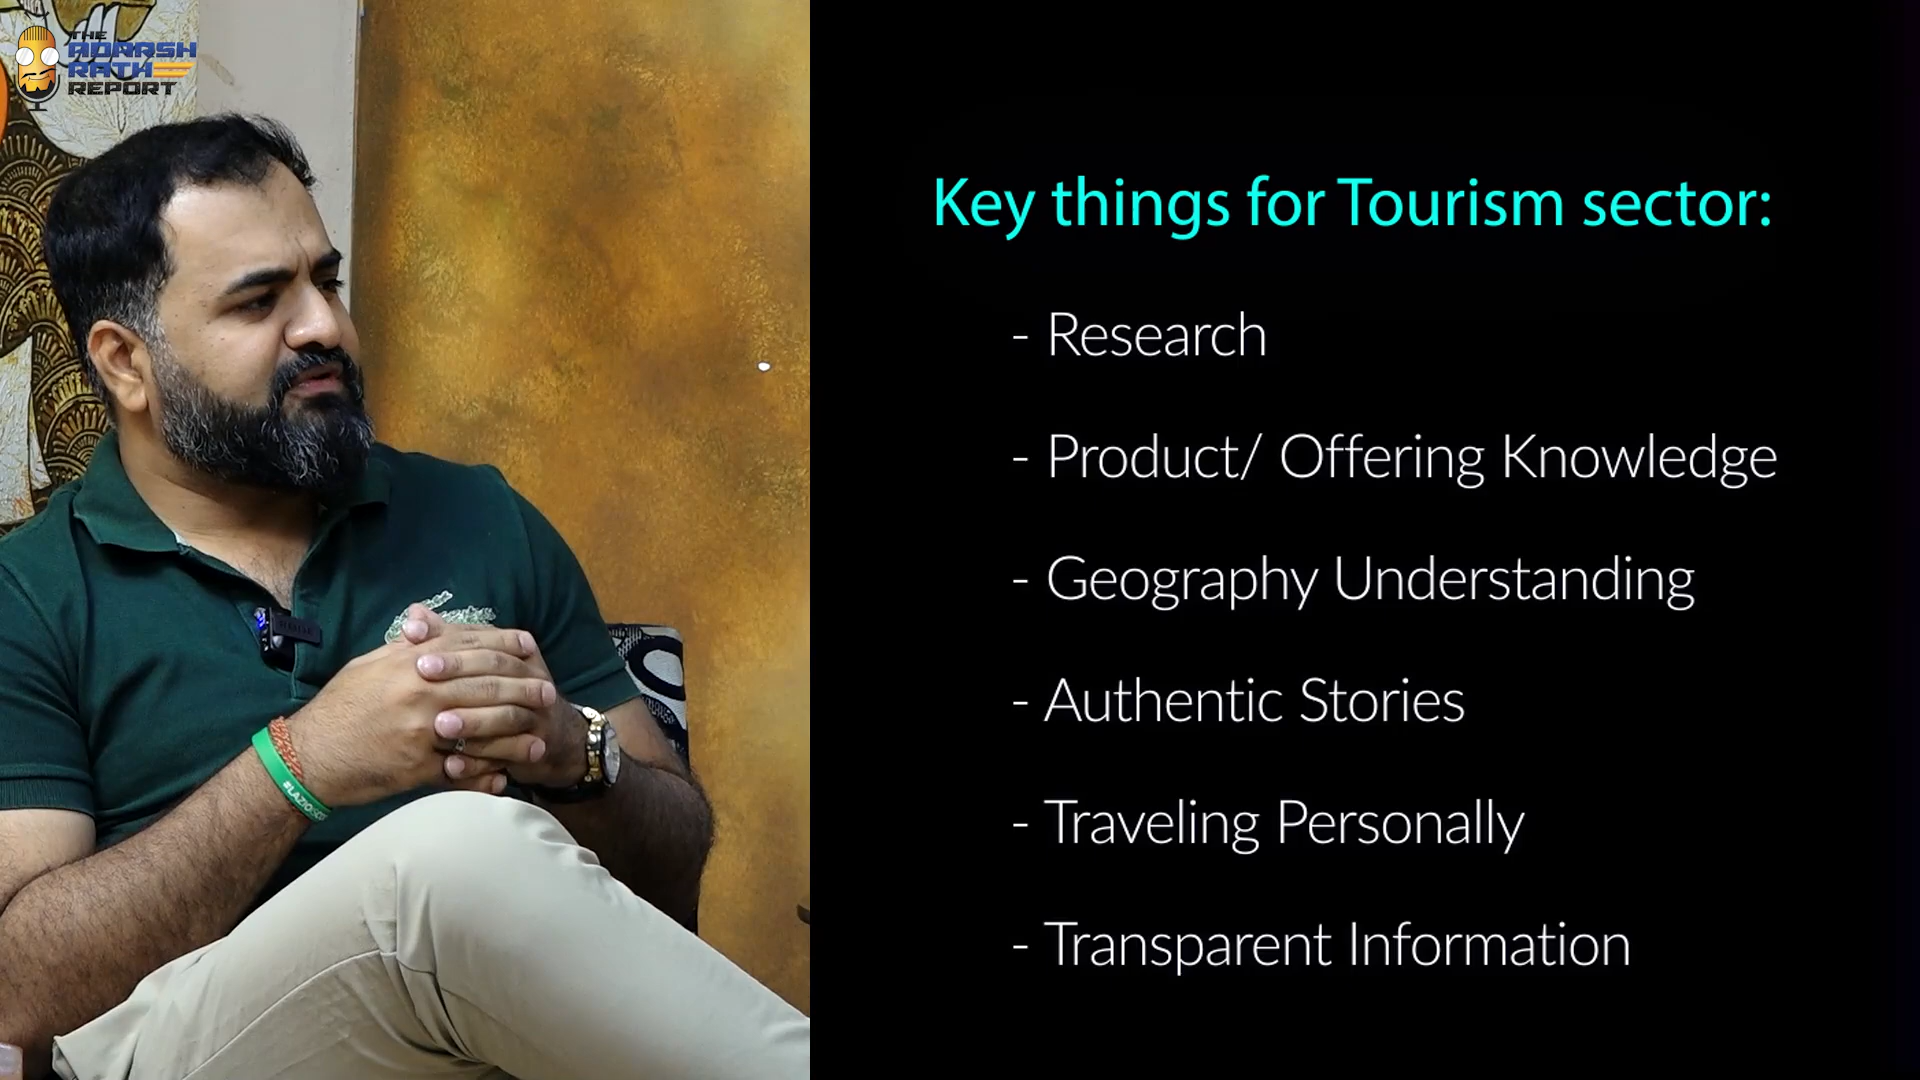 THE
ADARSH
RATH
REPORT
Key things for Tourism sector:
- Research
- Product/ Offering Knowledge
- Geography Understanding
- Authentic Stories
- Traveling Personally
- Transparent Information